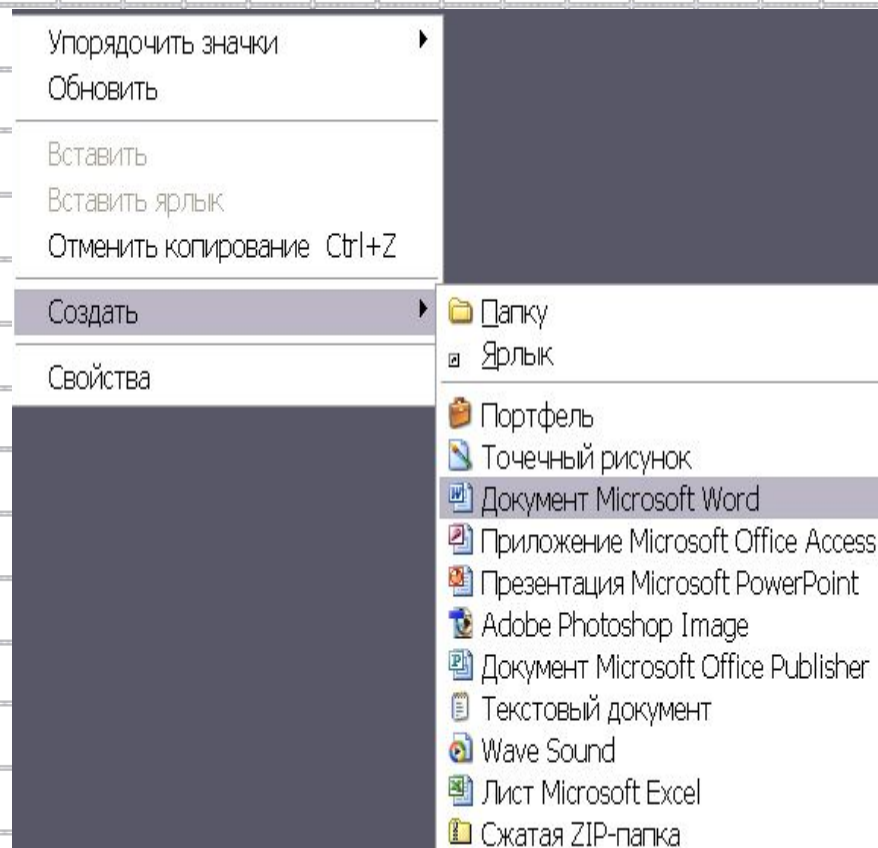 Упорядочить значки
Обновить
Вставить
Вставить ярлык
Отменить копирование Ctrl+Z
Создать
Свойства
Папку
Ярлык
Портфель
Точечный рисунок
Документ Microsoft Word
Приложение Microsoft Office Access
Презентация Microsoft PowerPoint
Adobe Photoshop Image
Документ Microsoft Office Publisher
Текстовый документ
Wave Sound
Лист Microsoft Excel
Сжатая ZIP-папка